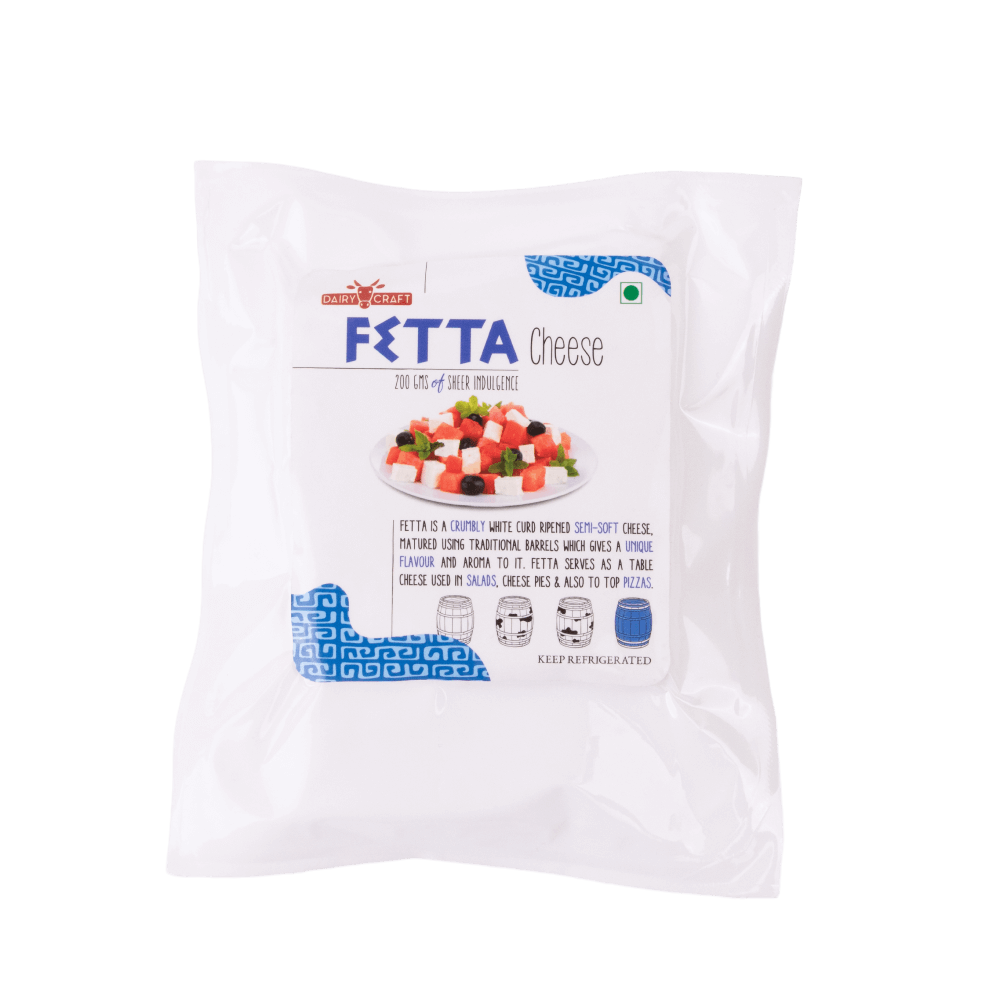 DAIRY CRAFT
FETTA Cheese
200 GMS of SHEER INDULGENCE
FETTA IS A CRUMBLY WHITE CURD RIPENED SEMI-SOFT CHEESE,
MATURED USING TRADITIONAL BARRELS WHICH GIVES A UNIQUE
FLAVOUR AND AROMA TO IT. FETTA SERVES AS A TABLE
CHEESE USED IN SALADS, CHEESE PIES & ALSO TO TOP PIZZAS.
KEEP REFRIGERATED